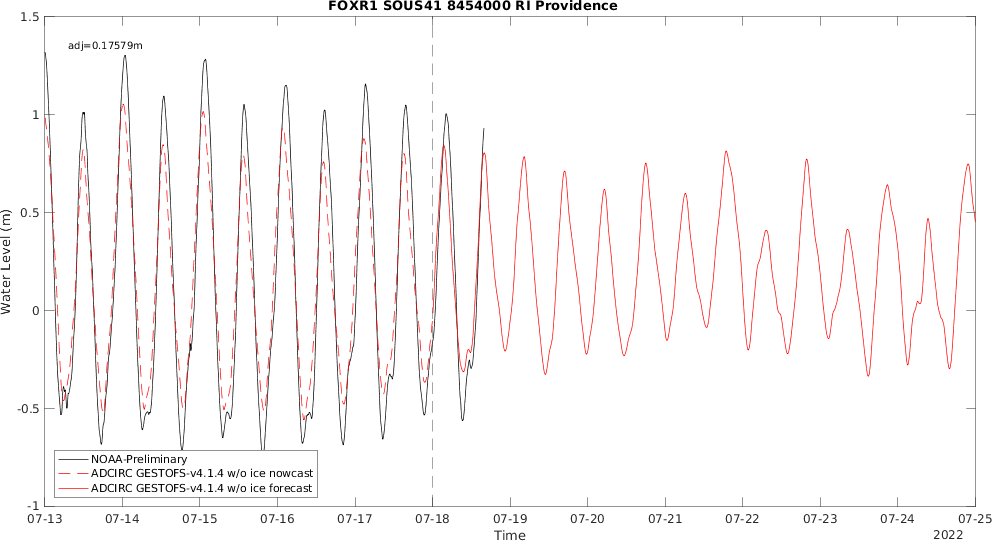 FOXR1 SOUS41 8454000 RI Providence
adj=0.17579m
Water Level (m)
1.5
1
0.5
0
-0.5
-1
NOAA-Preliminary
ADCIRC GESTOFS-v4.1.4 w/o ice nowcast
ADCIRC GESTOFS-v4.1.4 w/o ice forecast
07-13 07-14 07-15 07-16 07-17 07-18 07-19 07-20 07-21 07-22 07-23 07-24 07-25
Time
2022